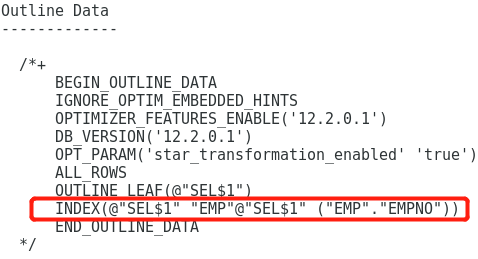 Outline Data
-------------
/*+
BEGIN_OUTLINE_DATA
IGNORE_OPTIM_EMBEDDED_HINTS
OPTIMIZER_FEATURES_ENABLE('12.2.0.1')
DB_VERSION('12.2.0.1')
OPT_PARAM('star_transformation_enabled' 'true')
ALL_ROWS
OUTLINE_LEAF(@"SEL$1")
INDEX(@"SEL$1" "EMP"@"SEL$1" ("EMP"."EMPNO"))
END_OUTLINE_DATA
*/